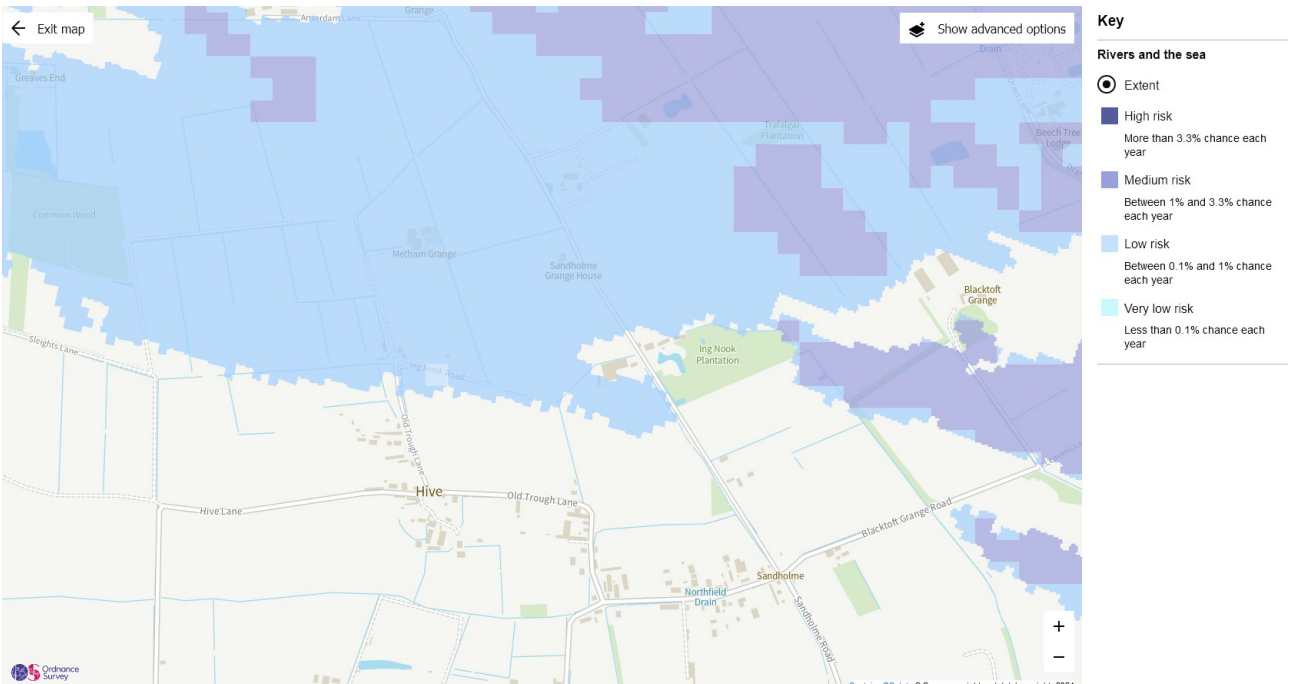 Exit map
Amterdam Lane
Grange
Show advanced options
Drain
Greaves End
Trafalgar
Plantation
Beech Tree
Lodge
Common Wood
Metham Grange
Sandholme
Grange House
Blacktoft
Grange
Sleights Lane
Ing Nook
Plantation
Ing Nook Road
Old Trough Lane
Hive
Old Trough Lane
Hive Lane
Blacktoft Grange Road
Sandholme
Northfield
Drain
Sandholme Road
+
−
Ordnance
Survey
Key
Rivers and the sea
Extent
High risk
More than 3.3% chance each
year
Medium risk
Between 1% and 3.3% chance
each year
Low risk
Between 0.1% and 1% chance
each year
Very low risk
Less than 0.1% chance each
year